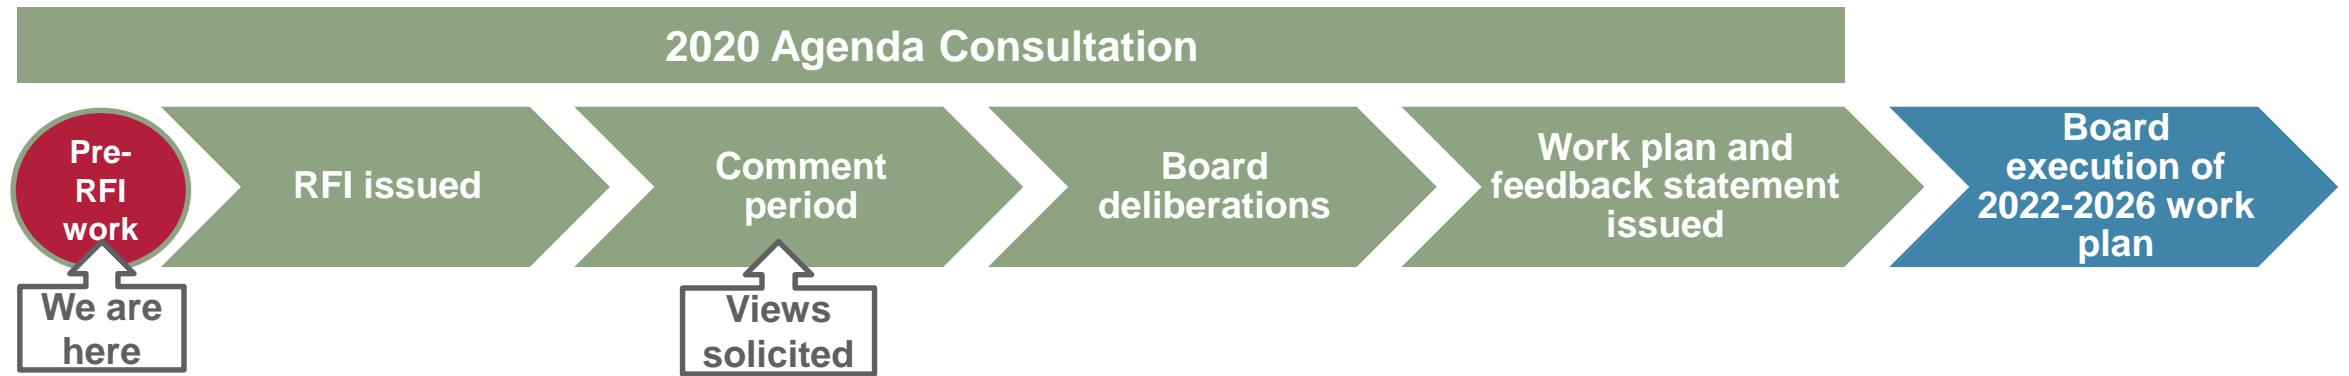 2020 Agenda Consultation
Pre-
RFI
work
RFI issued
Comment
period
Board
deliberations
Work plan and
feedback statement
issued
Board
execution of
2022-2026 work
plan
We are
here
Views
solicited